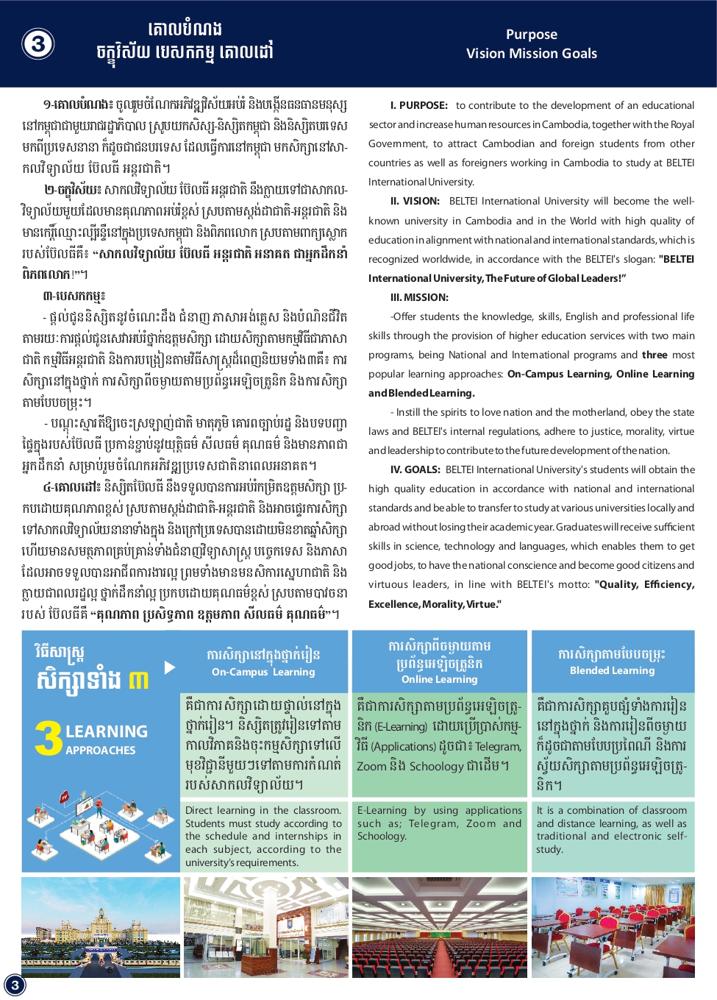 3
គោលបំណង
ចក្ខុវិស័យ បេសកកម្ម គោលដៅ
Purpose
Vision Mission Goals
១-គោលបំណង៖ ចូលរួមចំណែកអភិវឌ្ឍវិស័យអប់រំ និងបង្កើនធនធានមនុស្ស
នៅកម្ពុជាជាមួយរាជរដ្ឋាភិបាល ស្រូបយកសិស្ស-និស្សិតកម្ពុជា និងនិស្សិតបរទេស
មកពីប្រទេសនានា ក៏ដូចជាជនបរទេស ដែលធ្វើការនៅកម្ពុជា មកសិក្សានៅសា-
កលវិទ្យាល័យ ប៊ែលធី អន្តរជាតិ។
២-ចក្ខុវិស័យ៖ សាកលវិទ្យាល័យ ប៊ែលធី អន្តរជាតិ នឹងក្លាយទៅជាសាកល-
វិទ្យាល័យមួយដែលមានគុណភាពអប់រំខ្ពស់ ស្របតាមស្តង់ដាជាតិ-អន្តរជាតិ និង
មានកេរ្តិ៍ឈ្មោះល្បីរន្ទឺនៅក្នុងប្រទេសកម្ពុជា និងពិភពលោក ស្របតាមពាក្យស្លោក
របស់ប៊ែលធីគឺ៖ “សាកលវិទ្យាល័យ ប៊ែលធី អន្តរជាតិ អនាគត ជាអ្នកដឹកនាំ
ពិភពលោក!”។
៣-បេសកកម្ម៖
- ផ្តល់ជូននិស្សិតនូវចំណេះដឹង ជំនាញ ភាសាអង់គ្លេស និងបំណិនជីវិត
តាមរយៈការផ្តល់ជូនសេវាអប់រំថ្នាក់ឧត្តមសិក្សា ដោយសិក្សាតាមកម្មវិធីជាភាសា
ជាតិ កម្មវិធីអន្តរជាតិ និងការបង្រៀនតាមវិធីសាស្ត្រដ៏ពេញនិយមទាំង៣គឺ៖ ការ
សិក្សានៅក្នុងថ្នាក់ ការសិក្សាពីចម្ងាយតាមប្រព័ន្ធអេឡិចត្រូនិក និងការសិក្សា
តាមបែបចម្រុះ។
- បណ្តុះស្មារតីឱ្យចេះស្រឡាញ់ជាតិ មាតុភូមិ គោរពច្បាប់រដ្ឋ និងបទបញ្ជា
ផ្ទៃក្នុងរបស់ប៊ែលធី ប្រកាន់ខ្ជាប់នូវយុត្តិធម៌ សីលធម៌ គុណធម៌ និងមានភាពជា
អ្នកដឹកនាំ សម្រាប់រួមចំណែកអភិវឌ្ឍប្រទេសជាតិនាពេលអនាគត។
៤-គោលដៅ៖ និស្សិតប៊ែលធី នឹងទទួលបានការអប់រំកម្រិតឧត្តមសិក្សា ប្រ-
កបដោយគុណភាពខ្ពស់ ស្របតាមស្តង់ដាជាតិ-អន្តរជាតិ និងអាចផ្ទេរការសិក្សា
ទៅសាកលវិទ្យាល័យនានាទាំងក្នុង និងក្រៅប្រទេសបានដោយមិនខាតឆ្នាំសិក្សា
ហើយមានសមត្ថភាពគ្រប់គ្រាន់ទាំងជំនាញវិទ្យាសាស្ត្រ បច្ចេកទេស និងភាសា
ដែលអាចទទួលបានអាជីពការងារល្អ ព្រមទាំងមានមនសិការស្នេហាជាតិ និង
ក្លាយជាពលរដ្ឋល្អ ថ្នាក់ដឹកនាំល្អ ប្រកបដោយគុណធម៌ខ្ពស់ ស្របតាមបាវចនា
របស់ ប៊ែលធីគឺ “គុណភាព ប្រសិទ្ធភាព ឧត្តមភាព សីលធម៌ គុណធម៌”។
I. PURPOSE: to contribute to the development of an educational
sector and increase human resources in Cambodia, together with the Royal
Government, to attract Cambodian and foreign students from other
countries as well as foreigners working in Cambodia to study at BELTEI
International University.
II. VISION: BELTEI International University will become the well-
known university in Cambodia and in the World with high quality of
education in alignment with national and international standards, which is
recognized worldwide, in accordance with the BELTEI's slogan: "BELTEI
International University, The Future of Global Leaders!”
III. MISSION:
-Offer students the knowledge, skills, English and professional life
skills through the provision of higher education services with two main
programs, being National and International programs and three most
popular learning approaches: On-Campus Learning, Online Learning
and Blended Learning.
- Instill the spirits to love nation and the motherland, obey the state
laws and BELTEI's internal regulations, adhere to justice, morality, virtue
and leadership to contribute to the future development of the nation.
IV. GOALS: BELTEI International University's students will obtain the
high quality education in accordance with national and international
standards and be able to transfer to study at various universities locally and
abroad without losing their academic year. Graduates will receive sufficient
skills in science, technology and languages, which enables them to get
good jobs, to have the national conscience and become good citizens and
virtuous leaders, in line with BELTEI's motto: "Quality, Efficiency,
Excellence, Morality, Virtue."
វិធីសាស្ត្រ
សិក្សាទាំង ៣
3 LEARNING
APPROACHES
ការសិក្សានៅក្នុងថ្នាក់រៀន
On-Campus Learning
គឺជាការសិក្សាដោយផ្ទាល់នៅក្នុង
ថ្នាក់រៀន។ និស្សិតត្រូវរៀនទៅតាម
កាលវិភាគនិងចុះកម្មសិក្សាទៅលើ
មុខវិជ្ជានីមួយៗទៅតាមការកំណត់
របស់សាកលវិទ្យាល័យ។
Direct learning in the classroom.
Students must study according to
the schedule and internships in
each subject, according to the
university's requirements.
ការសិក្សាពីចម្ងាយតាម
ប្រព័ន្ធអេឡិចត្រូនិក
Online Learning
គឺជាការសិក្សាតាមប្រព័ន្ធអេឡិចត្រូ-
និក (E-Learning) ដោយប្រើប្រាស់កម្ម-
វិធី (Applications) ដូចជា៖ Telegram,
Zoom និង Schoology ជាដើម។
E-Learning by using applications
such as; Telegram, Zoom and
Schoology.
ការសិក្សាតាមបែបចម្រុះ
Blended Learning
គឺជាការសិក្សាគួបផ្សំទាំងការរៀន
នៅក្នុងថ្នាក់ និងការរៀនពីចម្ងាយ
ក៏ដូចជាតាមបែបប្រពៃណី និងការ
ស្វ័យសិក្សាតាមប្រព័ន្ធអេឡិចត្រូ-
និក។
It is a combination of classroom
and distance learning, as well as
traditional and electronic self-
study.
3